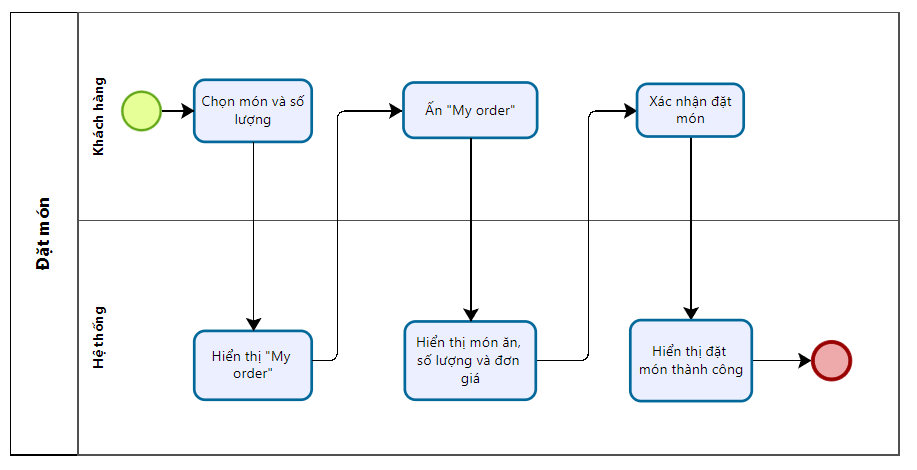 Đặt món
Khách hàng
Chọn món và số
lượng
Ấn "My order"
Xác nhận đặt
món
Hệ thống
Hiển thị "My
order"
Hiển thị món ăn,
số lượng và đơn
giá
Hiển thị đặt
món thành công